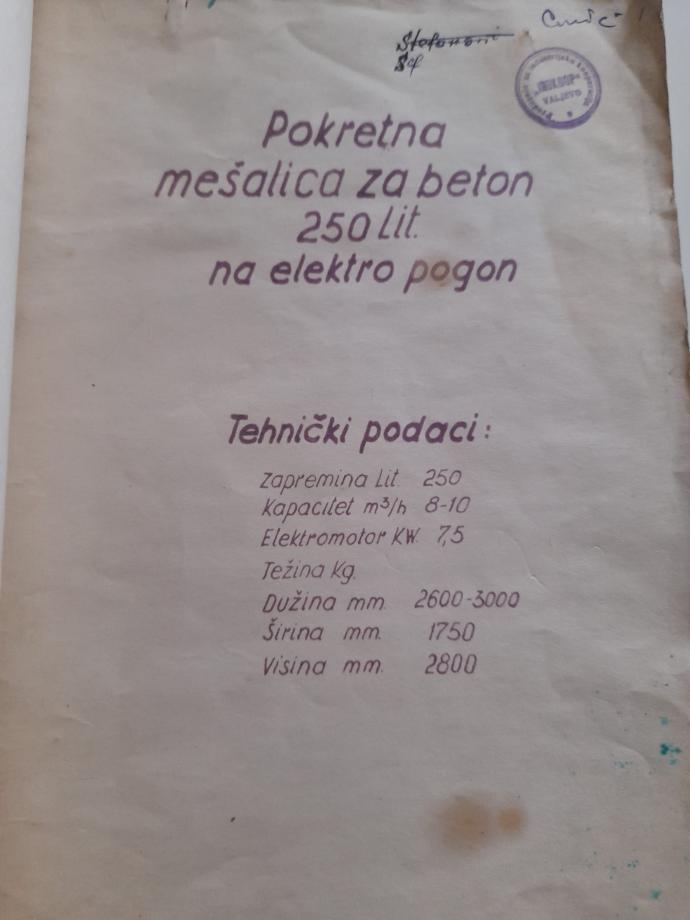 Pokretna
mešalica za beton
250 Lit.
na elektro pogon
Tehnički podaci:
Zapremina Lit. 250
Kapacitet m³/h 8-10
Elektromotor KW. 7,5
Težina Kg.
Dužina mm. 2600-3000
Širina mm. 1750
Visina mm. 2800
VALJEVO